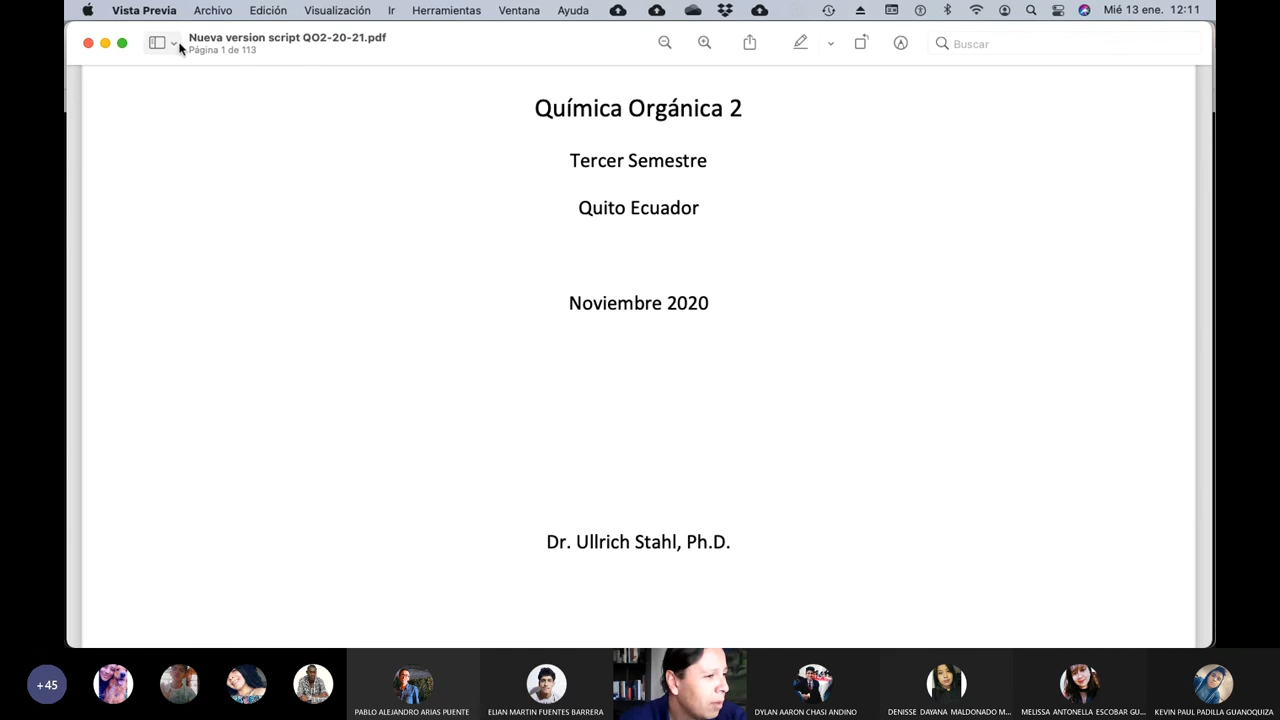 Vista Previa Archivo Edición Visualización Ir Herramientas Ventana Ayuda Mié 13 ene. 12:11
Nueva version script QO2-20-21.pdf
Página 1 de 113
Buscar
Química Orgánica 2
Tercer Semestre
Quito Ecuador
Noviembre 2020
Dr. Ullrich Stahl, Ph.D.
+45
PABLO ALEJANDRO ARIAS PUENTE
ELIAN MARTIN FUENTES BARRERA
DYLAN AARON CHASI ANDINO
DENISSE DAYANA MALDONADO M...
MELISSA ANTONELLA ESCOBAR GU...
KEVIN PAUL PADILLA GUANOQUIZA